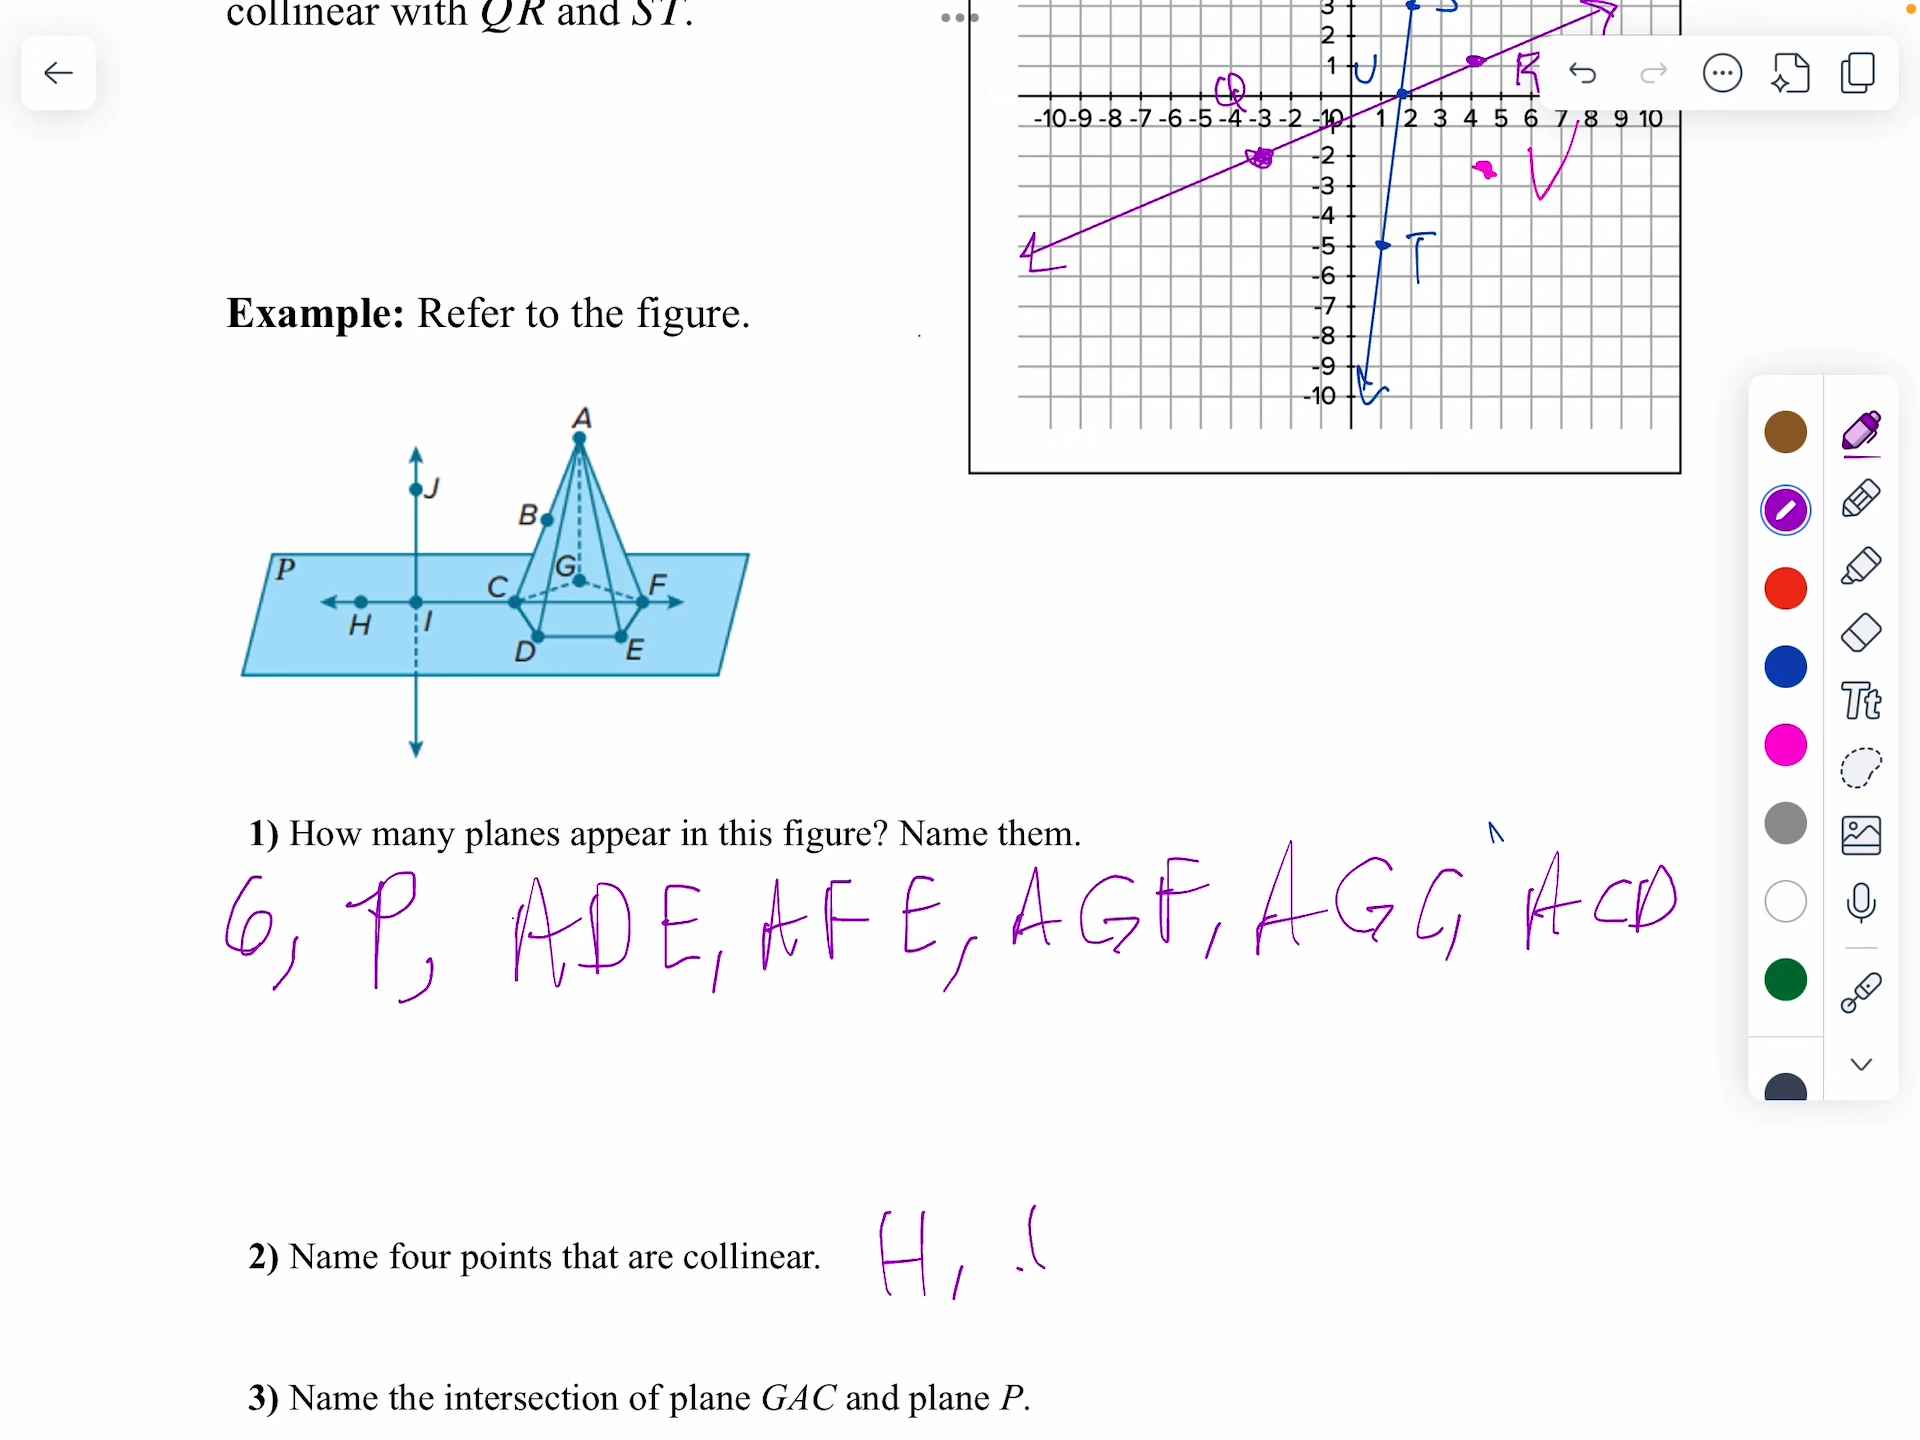 collinear with QR and ST.
3
2
1
U
Q
R
-10 -9 -8 -7 -6 -5 -4 -3 -2 -10 1 2 3 4 5 6 7 8 9 10
-2
-3
-4
-5
-6
-7
-8
-9
-10
V
T
Example: Refer to the figure.
A
J
B
P
G
C
F
H
I
D
E
1) How many planes appear in this figure? Name them.
6, P, ADE, AFE, AGF, AGC, ACD
2) Name four points that are collinear. H,
3) Name the intersection of plane GAC and plane P.
Tt